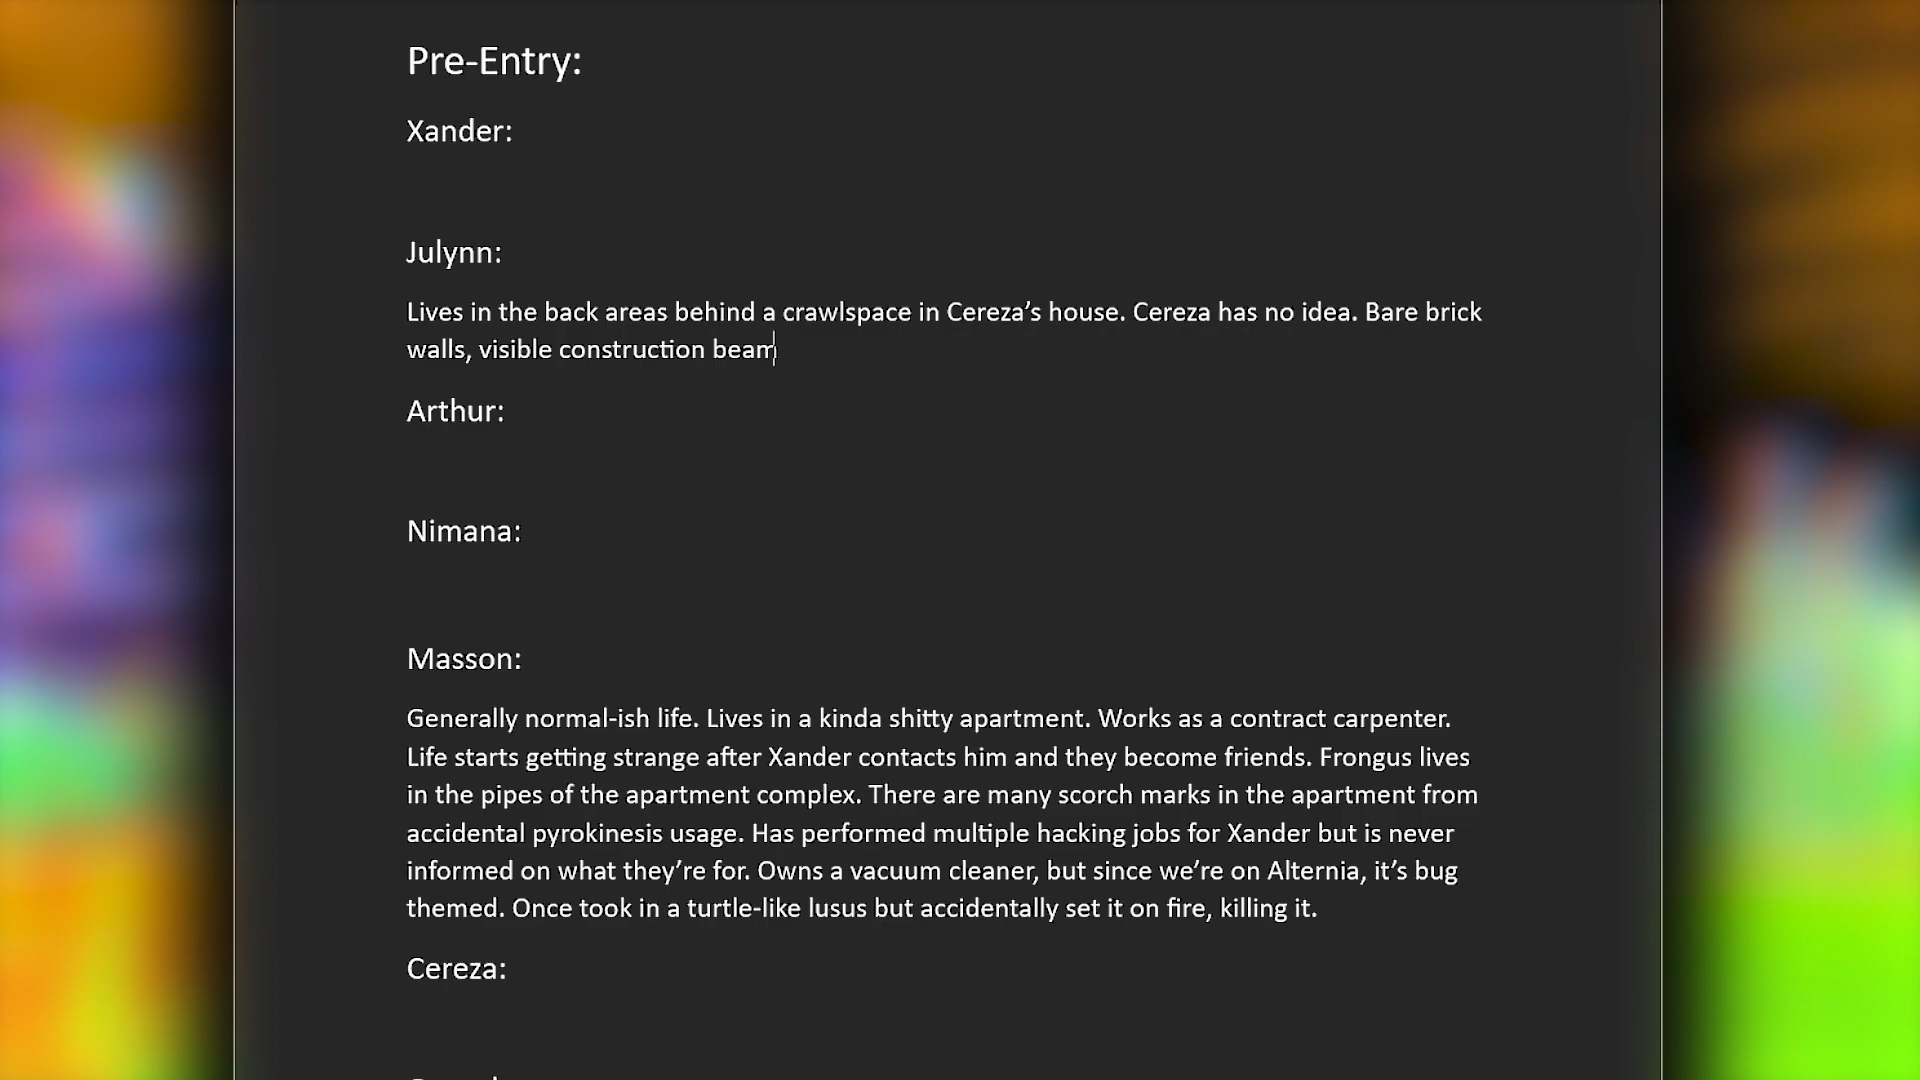 Pre-Entry:
Xander:
Julynn:
Lives in the back areas behind a crawlspace in Cereza’s house. Cereza has no idea. Bare brick
walls, visible construction beam
Arthur:
Nimana:
Masson:
Generally normal-ish life. Lives in a kinda shitty apartment. Works as a contract carpenter.
Life starts getting strange after Xander contacts him and they become friends. Frongus lives
in the pipes of the apartment complex. There are many scorch marks in the apartment from
accidental pyrokinesis usage. Has performed multiple hacking jobs for Xander but is never
informed on what they’re for. Owns a vacuum cleaner, but since we’re on Alternia, it’s bug
themed. Once took in a turtle-like lusus but accidentally set it on fire, killing it.
Cereza: